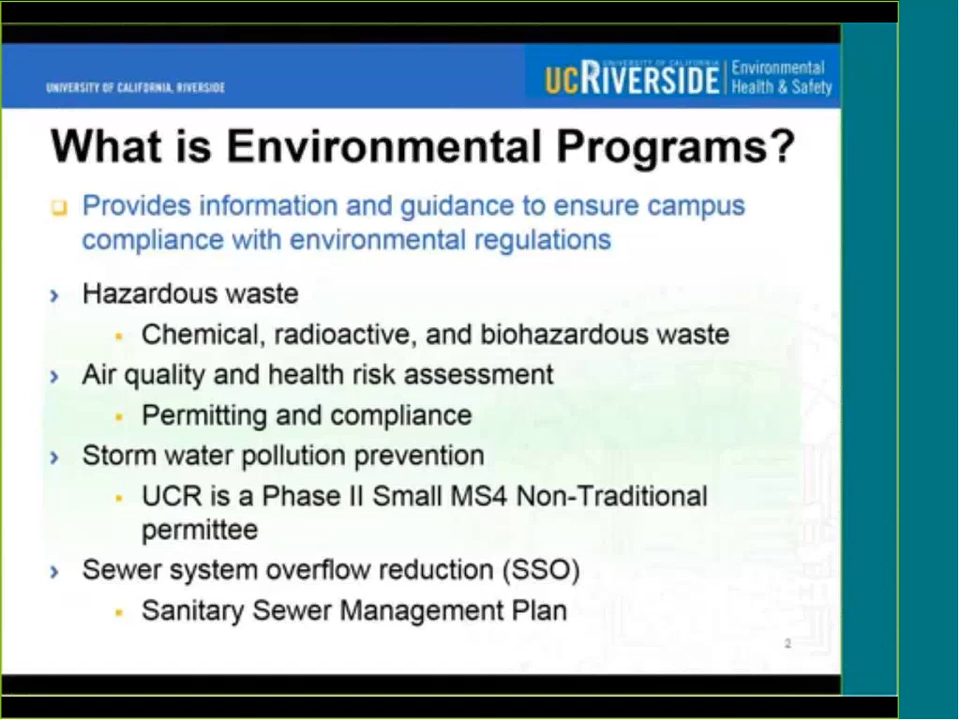 UNIVERSITY OF CALIFORNIA, RIVERSIDE
UNIVERSITY OF CALIFORNIA
UCRIVERSIDE
Environmental
Health & Safety
What is Environmental Programs?
Provides information and guidance to ensure campus
compliance with environmental regulations
Hazardous waste
Chemical, radioactive, and biohazardous waste
Air quality and health risk assessment
Permitting and compliance
Storm water pollution prevention
UCR is a Phase II Small MS4 Non-Traditional
permittee
Sewer system overflow reduction (SSO)
Sanitary Sewer Management Plan
2